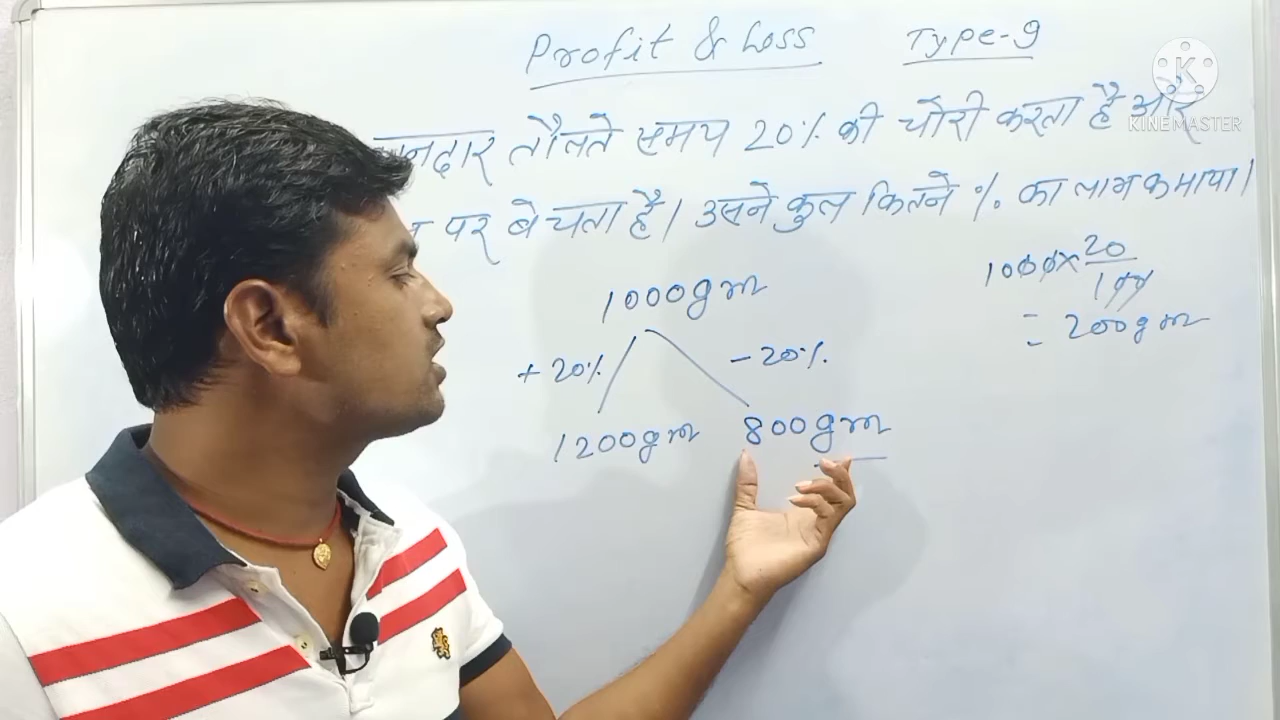 Profit & Loss Type-9
तौलते समय 20% की चोरी करता है और
पर बेचता है। उसने कुल कितने % का लाभ कमाया।
1000gm
1000x 20/100
= 200gm
+20% -20%
1200gm 800gm
K
KINEMASTER